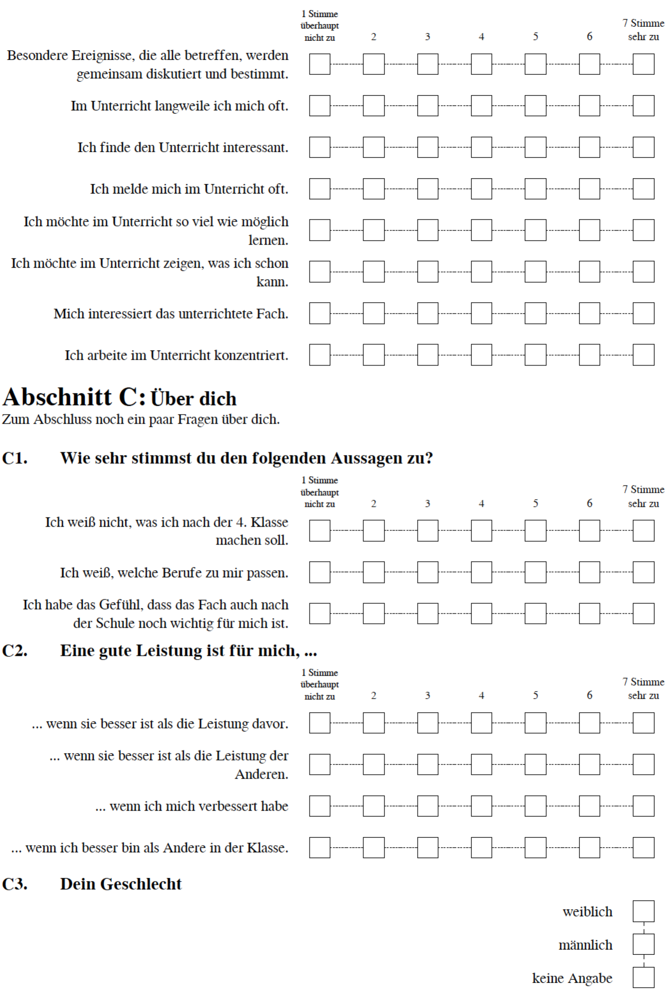 1 Stimme
überhaupt
nicht zu 2 3 4 5 6 7 Stimme
sehr zu
Besondere Ereignisse, die alle betreffen, werden
gemeinsam diskutiert und bestimmt.
Im Unterricht langweile ich mich oft.
Ich finde den Unterricht interessant.
Ich melde mich im Unterricht oft.
Ich möchte im Unterricht so viel wie möglich
lernen.
Ich möchte im Unterricht zeigen, was ich schon
kann.
Mich interessiert das unterrichtete Fach.
Ich arbeite im Unterricht konzentriert.
Abschnitt C: Über dich
Zum Abschluss noch ein paar Fragen über dich.
C1. Wie sehr stimmst du den folgenden Aussagen zu?
1 Stimme
überhaupt
nicht zu 2 3 4 5 6 7 Stimme
sehr zu
Ich weiß nicht, was ich nach der 4. Klasse
machen soll.
Ich weiß, welche Berufe zu mir passen.
Ich habe das Gefühl, dass das Fach auch nach
der Schule noch wichtig für mich ist.
C2. Eine gute Leistung ist für mich, ...
1 Stimme
überhaupt
nicht zu 2 3 4 5 6 7 Stimme
sehr zu
... wenn sie besser ist als die Leistung davor.
... wenn sie besser ist als die Leistung der
Anderen.
... wenn ich mich verbessert habe
... wenn ich besser bin als Andere in der Klasse.
C3. Dein Geschlecht
weiblich
männlich
keine Angabe